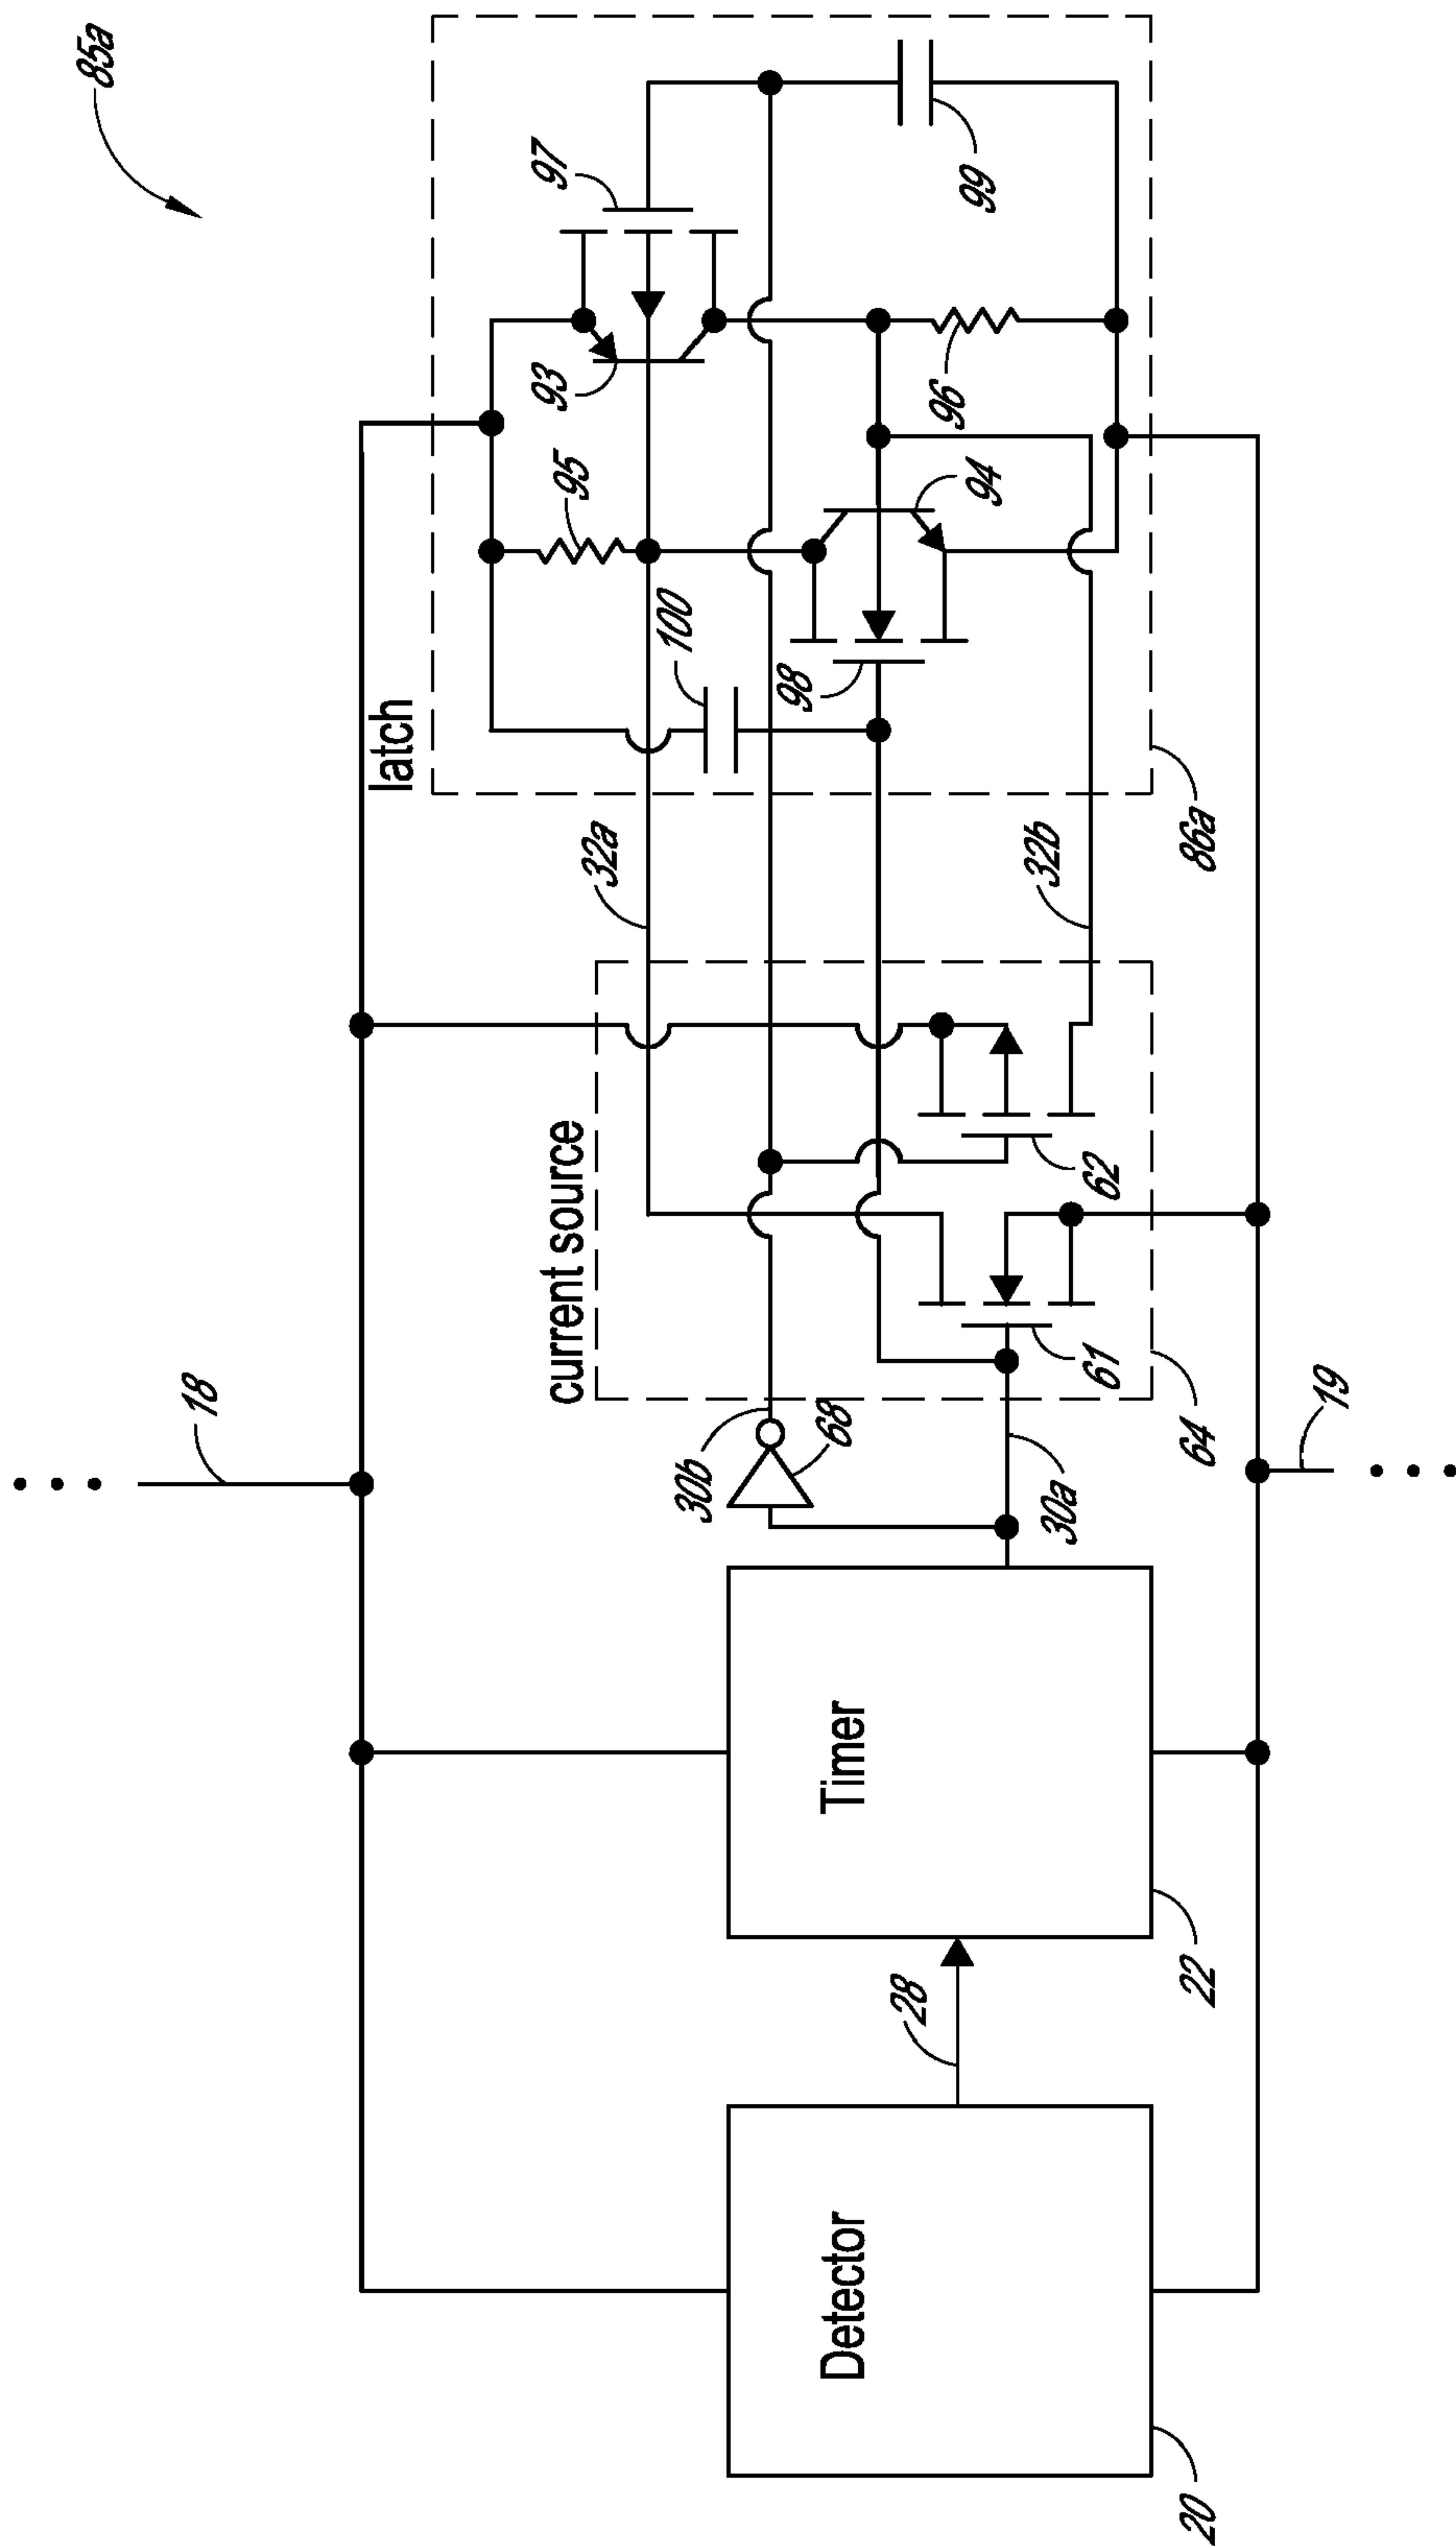 85a
18
latch
97
93
95
100
99
96
94
98
32a
32b
86a
current source
30b
68
62
61
30a
64
19
Timer
28
22
Detector
20